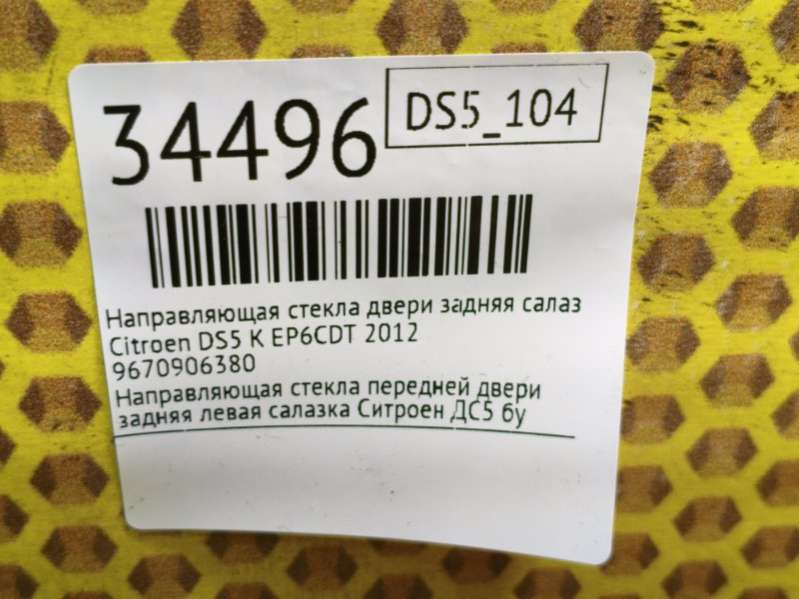 34496
DS5_104
Направляющая стекла двери задняя салаз
Citroen DS5 K EP6CDT 2012
9670906380
Направляющая стекла передней двери
задняя левая салазка Ситроен ДС5 бу